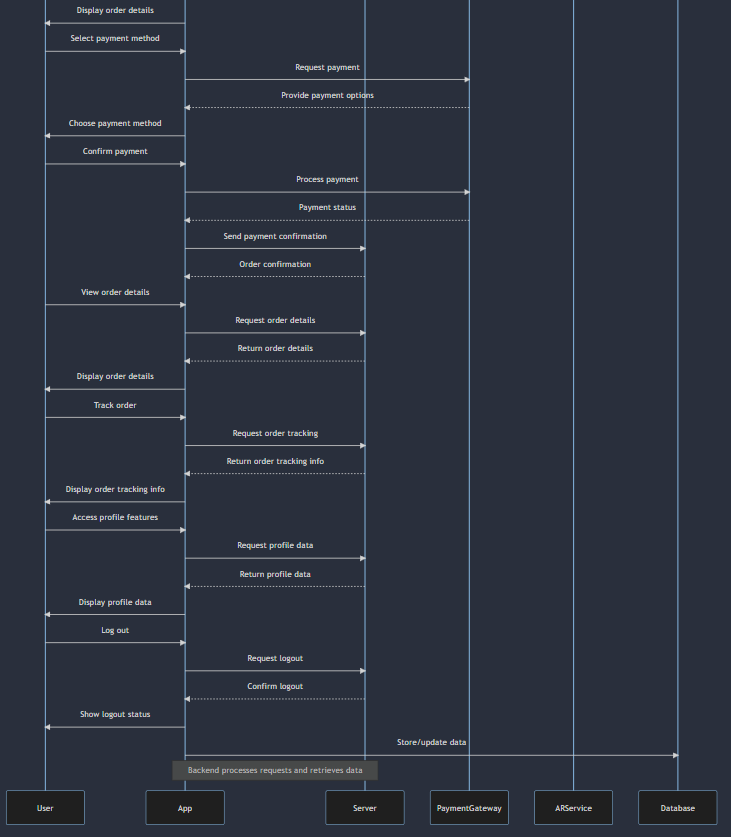 Display order details
Select payment method
Request payment
Provide payment options
Choose payment method
Confirm payment
Process payment
Payment status
Send payment confirmation
Order confirmation
View order details
Request order details
Return order details
Display order details
Track order
Request order tracking
Return order tracking info
Display order tracking info
Access profile features
Request profile data
Return profile data
Display profile data
Log out
Request logout
Confirm logout
Show logout status
Store/update data
Backend processes requests and retrieves data
User
App
Server
PaymentGateway
ARService
Database